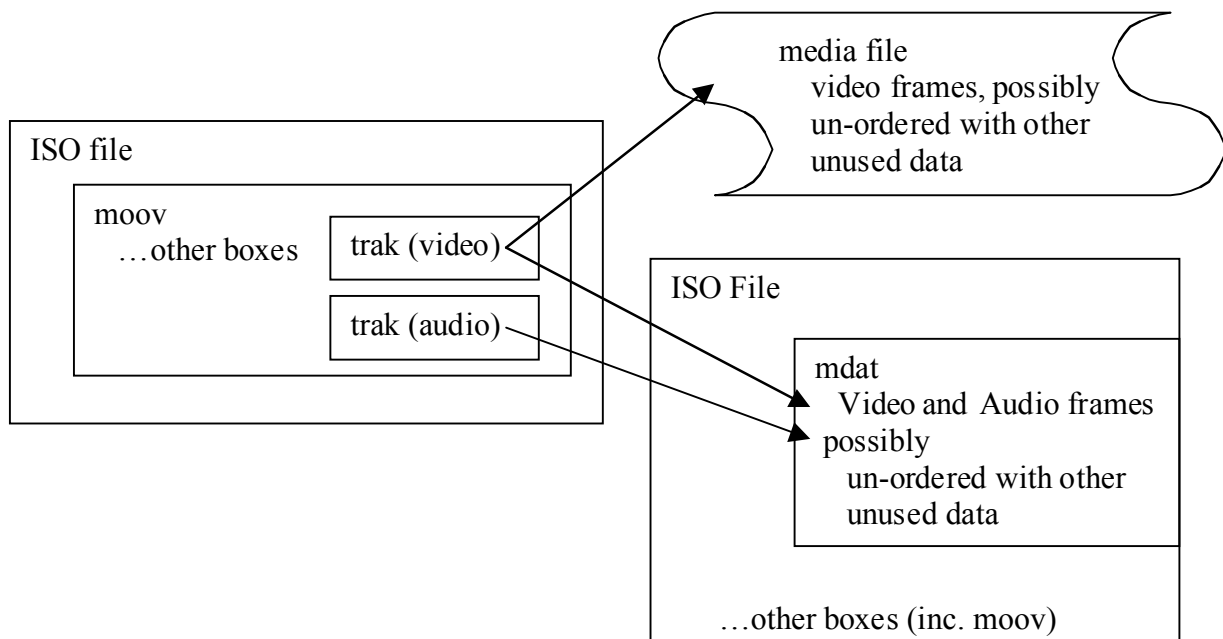 media file
video frames, possibly
un-ordered with other
unused data
ISO file
moov
…other boxes
trak (video)
trak (audio)
ISO File
mdat
Video and Audio frames
possibly
un-ordered with other
unused data
…other boxes (inc. moov)